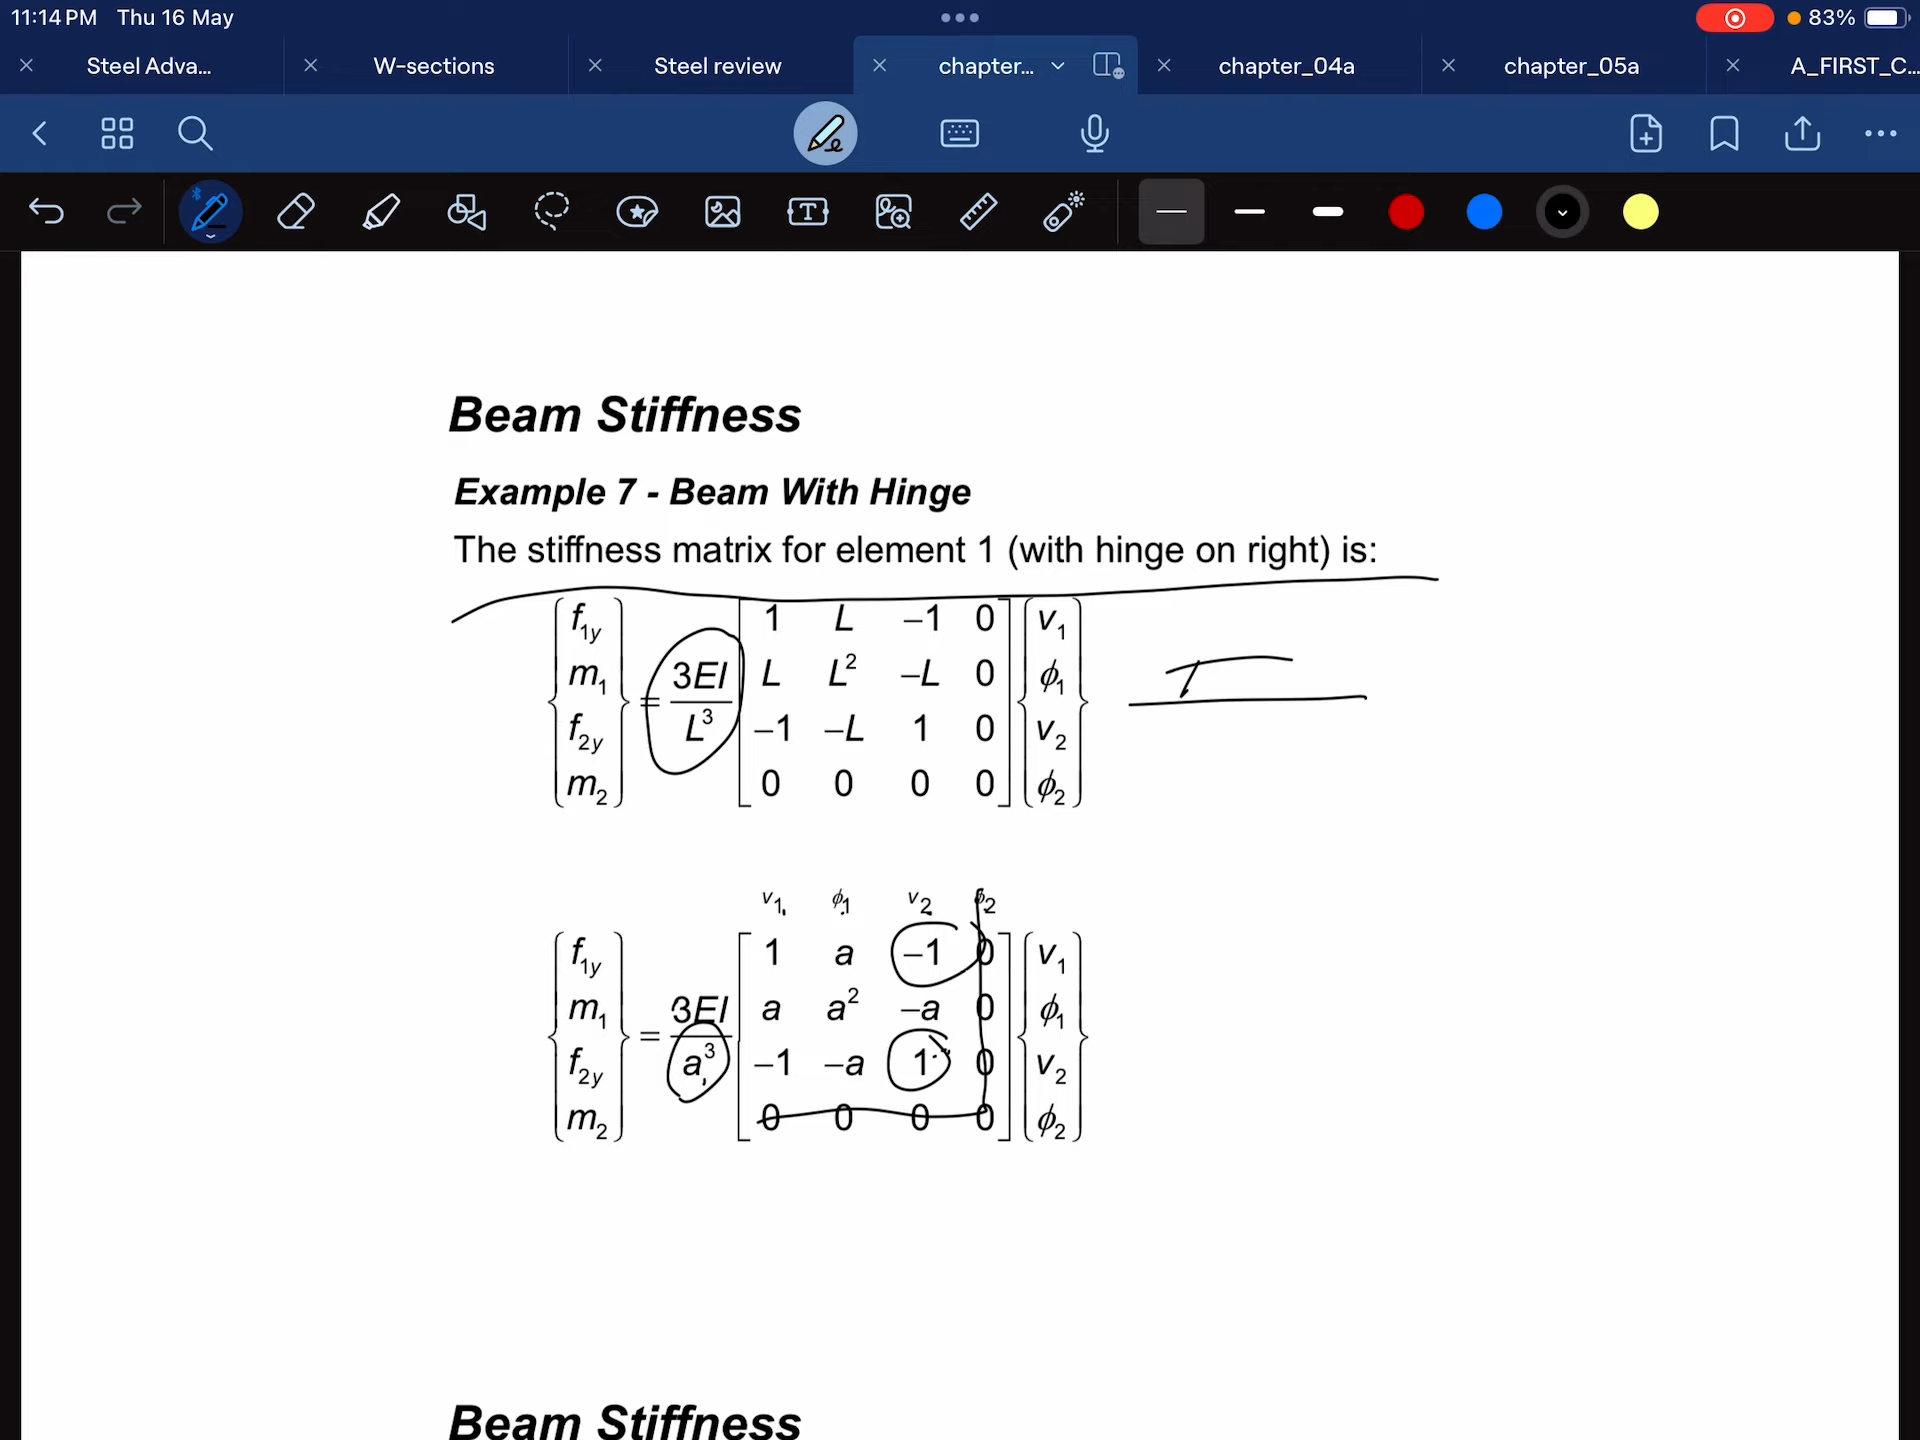 11:14 PM Thu 16 May 83%
Steel Adva... W-sections Steel review chapter... chapter_04a chapter_05a A_FIRST_C...
Beam Stiffness
Example 7 - Beam With Hinge
The stiffness matrix for element 1 (with hinge on right) is:
f₁y 1 L −1 0 v₁
m₁ L L² −L 0 ϕ₁
= 3EI/L³
f₂y −1 −L 1 0 v₂
m₂ 0 0 0 0 ϕ₂
v₁ ϕ₁ v₂ ϕ₂
f₁y 1 a −1 0 v₁
m₁ a a² −a 0 ϕ₁
= 3EI/a³
f₂y −1 −a 1 0 v₂
m₂ 0 0 0 0 ϕ₂
Beam Stiffness